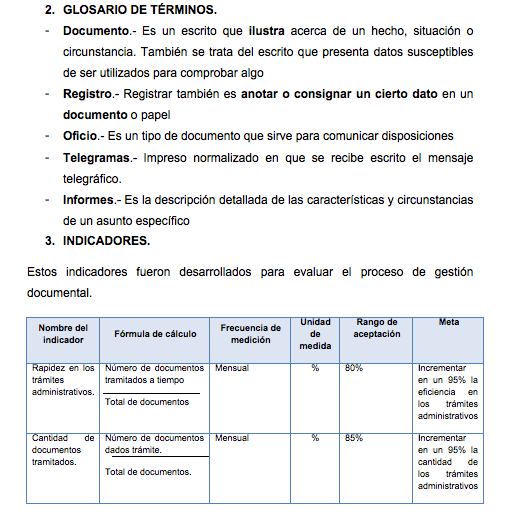 2. GLOSARIO DE TÉRMINOS.
- Documento.- Es un escrito que ilustra acerca de un hecho, situación o
circunstancia. También se trata del escrito que presenta datos susceptibles
de ser utilizados para comprobar algo
- Registro.- Registrar también es anotar o consignar un cierto dato en un
documento o papel
- Oficio.- Es un tipo de documento que sirve para comunicar disposiciones
- Telegramas.- Impreso normalizado en que se recibe escrito el mensaje
telegráfico.
- Informes.- Es la descripción detallada de las características y circunstancias
de un asunto específico
3. INDICADORES.
Estos indicadores fueron desarrollados para evaluar el proceso de gestión
documental.
Nombre del
indicador
Fórmula de cálculo
Frecuencia de
medición
Unidad
de
medida
Rango de
aceptación
Meta
Rapidez en los
trámites
administrativos.
Número de documentos
tramitados a tiempo
Total de documentos
Mensual
%
80%
Incrementar
en un 95% la
eficiencia en
los trámites
administrativos
Cantidad de
documentos
tramitados.
Número de documentos
dados trámite.
Total de documentos.
Mensual
%
85%
Incrementar
en un 95% la
cantidad de
los trámites
administrativos